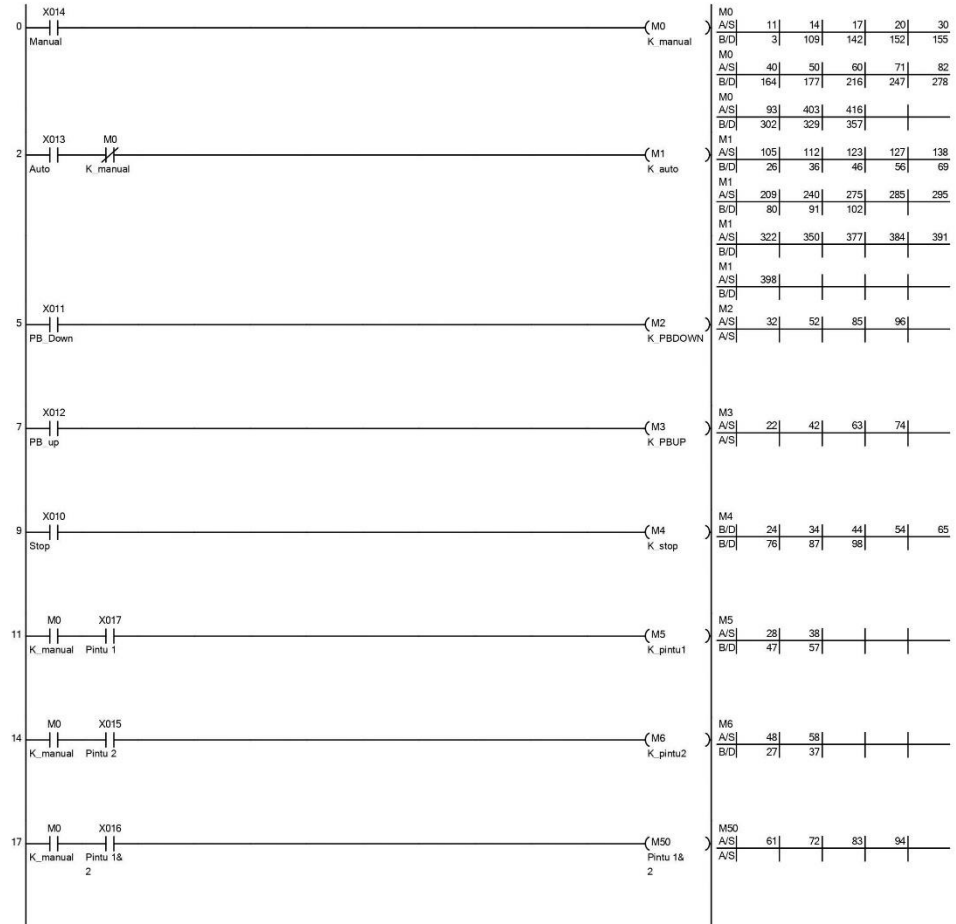 X014
0 (M0 )
Manual K_manual
M0
A/S 11 14 17 20 30
B/D 3 109 142 152 155
M0
A/S 40 50 60 71 82
B/D 164 177 216 247 278
M0
A/S 93 403 416
B/D 302 329 357
X013 M0
2 (M1 )
Auto K_manual K_auto
M1
A/S 105 112 123 127 138
B/D 26 36 46 56 69
M1
A/S 209 240 275 285 295
B/D 80 91 102
M1
A/S 322 350 377 384 391
B/D
M1
A/S 398
B/D
X011
5 (M2 )
PB_Down K_PBDOWN
M2
A/S 32 52 85 96
A/S
X012
7 (M3 )
PB_up K_PBUP
M3
A/S 22 42 63 74
A/S
X010
9 (M4 )
Stop K_stop
M4
B/D 24 34 44 54 65
B/D 76 87 98
M0 X017
11 (M5 )
K_manual Pintu 1 K_pintu1
M5
A/S 28 38
B/D 47 57
M0 X015
14 (M6 )
K_manual Pintu 2 K_pintu2
M6
A/S 48 58
B/D 27 37
M0 X016
17 (M50 )
K_manual Pintu 1& Pintu 1&
2 2
M50
A/S 61 72 83 94
A/S